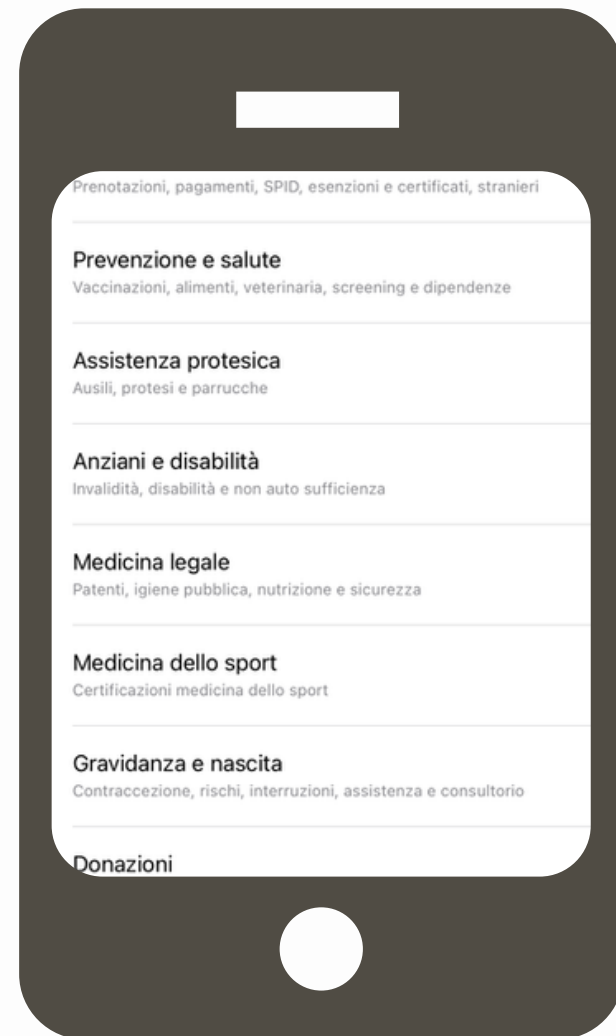 Prenotazioni, pagamenti, SPID, esenzioni e certificati, stranieri
Prevenzione e salute
Vaccinazioni, alimenti, veterinaria, screening e dipendenze
Assistenza protesica
Ausili, protesi e parrucche
Anziani e disabilità
Invalidità, disabilità e non auto sufficienza
Medicina legale
Patenti, igiene pubblica, nutrizione e sicurezza
Medicina dello sport
Certificazioni medicina dello sport
Gravidanza e nascita
Contraccezione, rischi, interruzioni, assistenza e consultorio
Donazioni